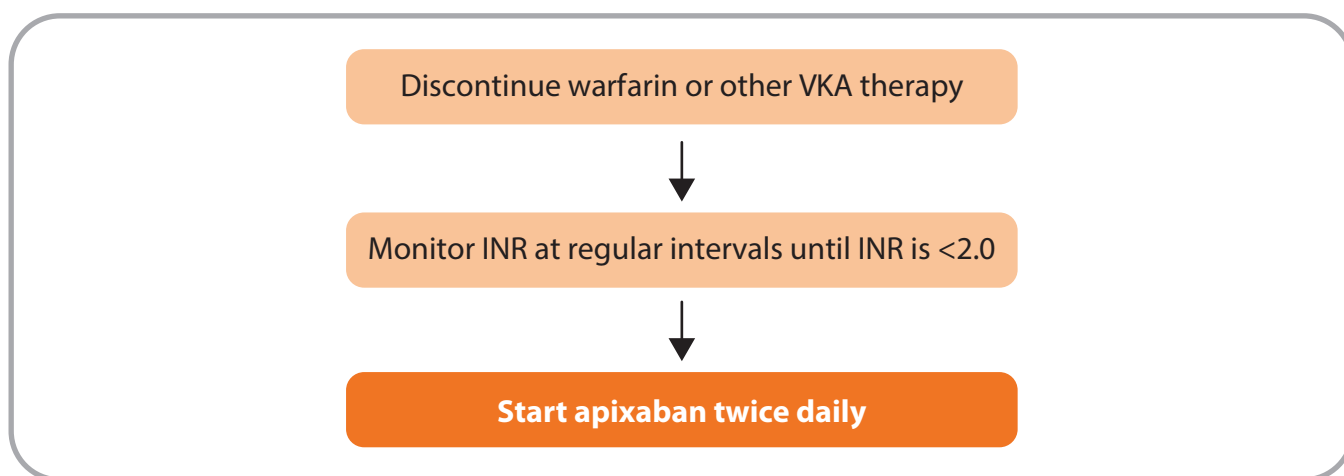 Discontinue warfarin or other VKA therapy
Monitor INR at regular intervals until INR is <2.0
Start apixaban twice daily